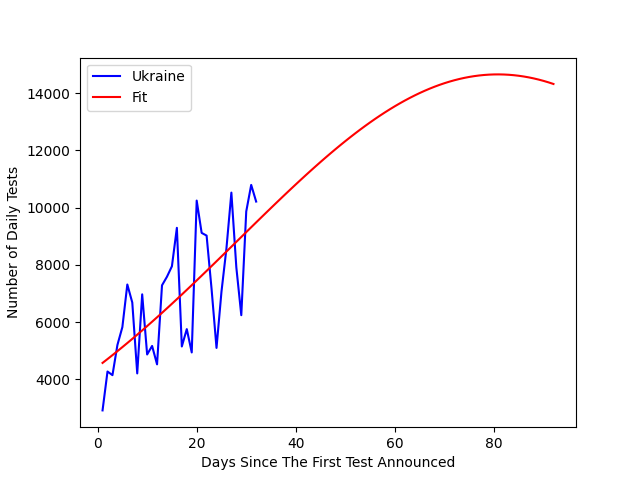 Ukraine
Fit
14000
12000
10000
8000
6000
4000
Number of Daily Tests
0 20 40 60 80
Days Since The First Test Announced